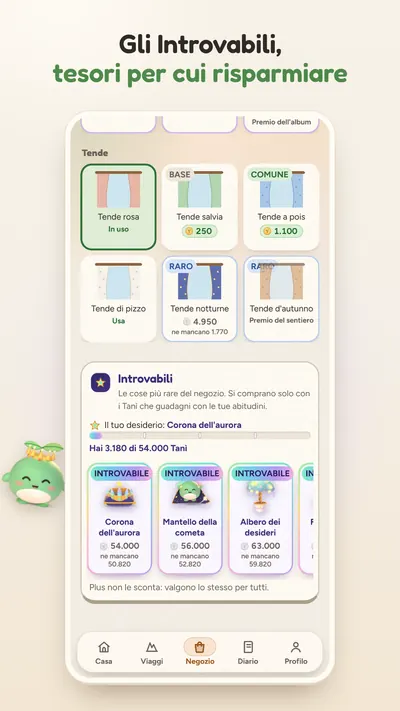 Gli Introvabili,
tesori per cui risparmiare
Premio dell'album
Tende
Tende rosa
In uso
BASE
Tende salvia
250
COMUNE
Tende a pois
1.100
Tende di pizzo
Usa
RARO
Tende notturne
4.950
ne mancano 1.770
RARO
Tende d'autunno
Premio del sentiero
Introvabili
Le cose più rare del negozio. Si comprano solo con
i Tani che guadagni con le tue abitudini.
Il tuo desiderio: Corona dell'aurora
Hai 3.180 di 54.000 Tani
INTROVABILE
Corona
dell'aurora
54.000
ne mancano
50.820
INTROVABILE
Mantello della
cometa
56.000
ne mancano
52.820
INTROVABILE
Albero dei
desideri
63.000
ne mancano
59.820
Plus non le sconta: valgono lo stesso per tutti.
Casa
Viaggi
Negozio
Diario
Profilo